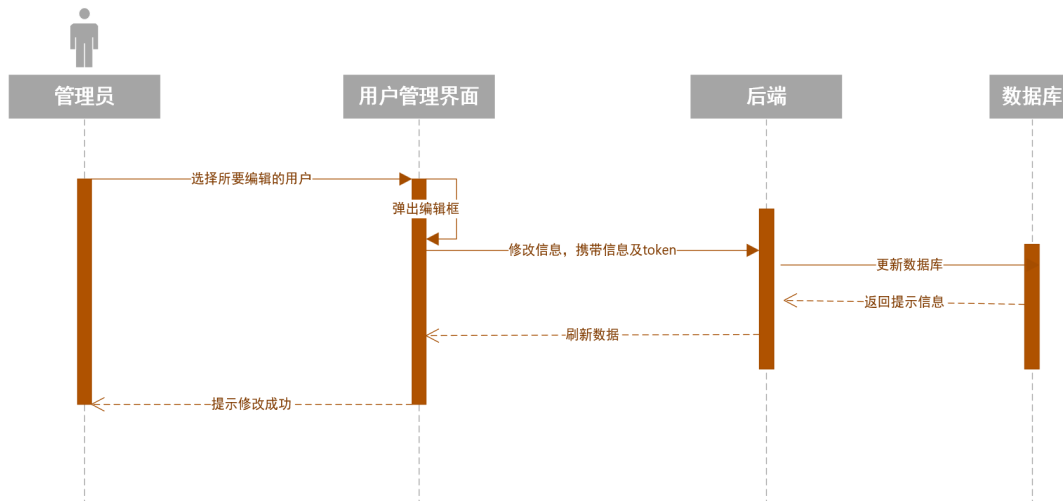 管理员
用户管理界面
后端
数据库
选择所要编辑的用户
弹出编辑框
修改信息，携带信息及token
更新数据库
返回提示信息
刷新数据
提示修改成功